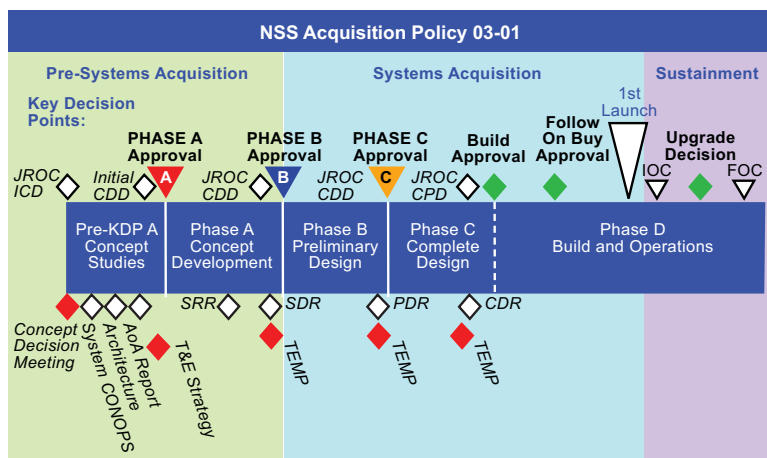 NSS Acquisition Policy 03-01
Pre-Systems Acquisition
Systems Acquisition
Sustainment
Key Decision
Points:
1st
Launch
PHASE A
Approval
PHASE B
Approval
PHASE C
Approval
Build
Approval
Follow
On Buy
Approval
Upgrade
Decision
JROC
ICD
Initial
CDD
A
JROC
CDD
B
JROC
CDD
C
JROC
CPD
IOC
FOC
Pre-KDP A
Concept
Studies
Phase A
Concept
Development
Phase B
Preliminary
Design
Phase C
Complete
Design
Phase D
Build and Operations
SRR
SDR
PDR
CDR
Concept
Decision
Meeting
System CONOPS
Architecture
AoA Report
T&E Strategy
TEMP
TEMP
TEMP